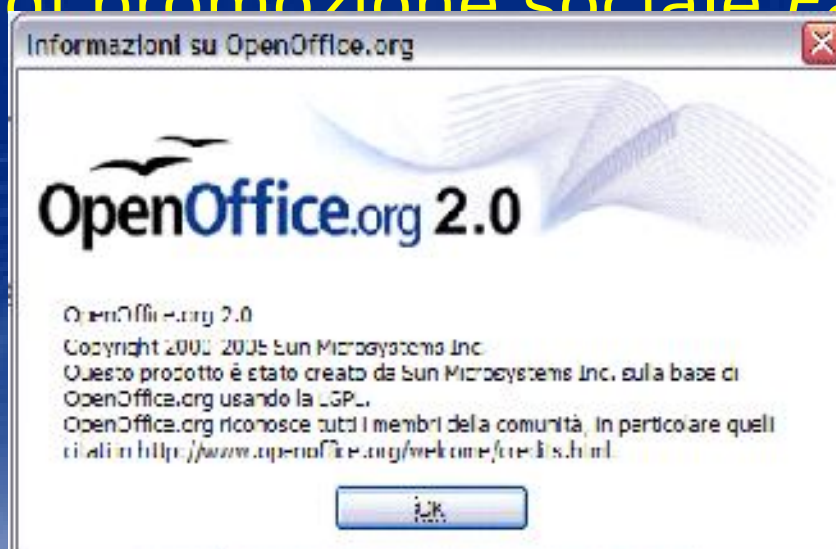 di promozione sociale
Informazioni su OpenOffice.org
OpenOffice.org 2.0
OpenOffice.org 2.0
Copyright 2000-2005 Sun Microsystems Inc.
Questo prodotto è stato creato da Sun Microsystems Inc. sulla base di
OpenOffice.org usando la LGPL.
OpenOffice.org riconosce tutti i membri della comunità, in particolare quelli
citati in http://www.openoffice.org/welcome/credits.html.
OK